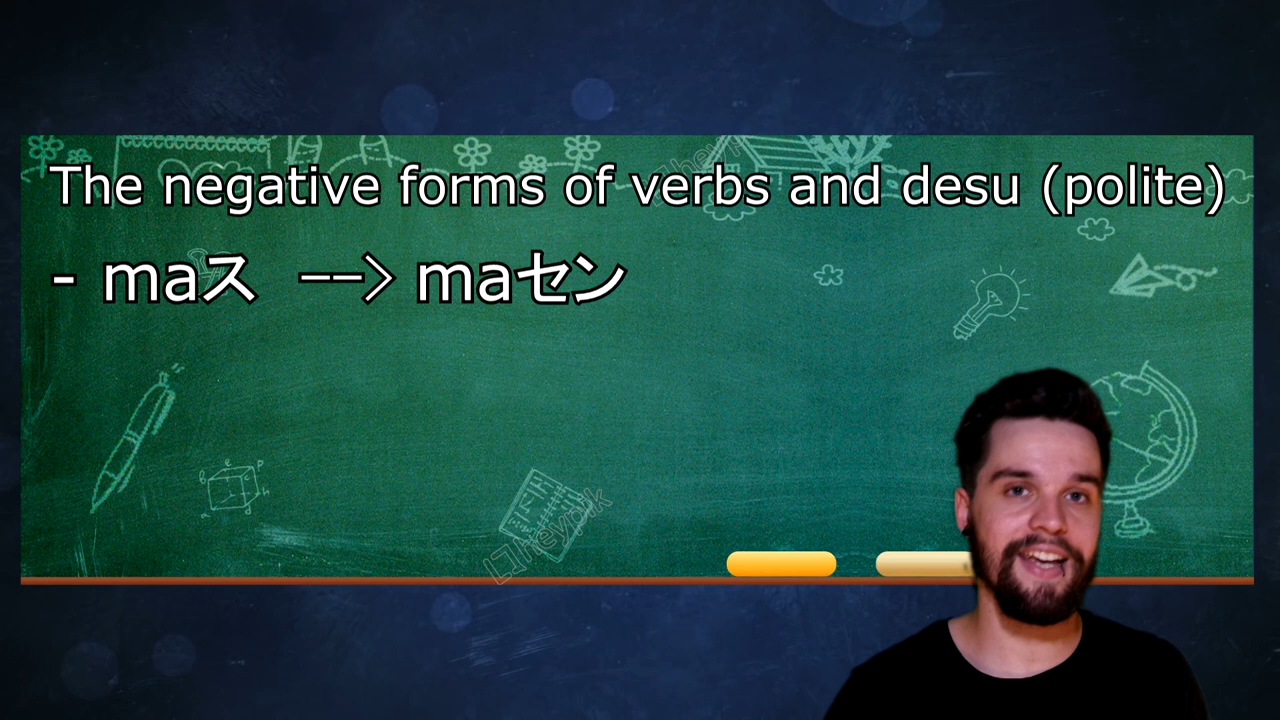 The negative forms of verbs and desu (polite)
- maス --> maセン